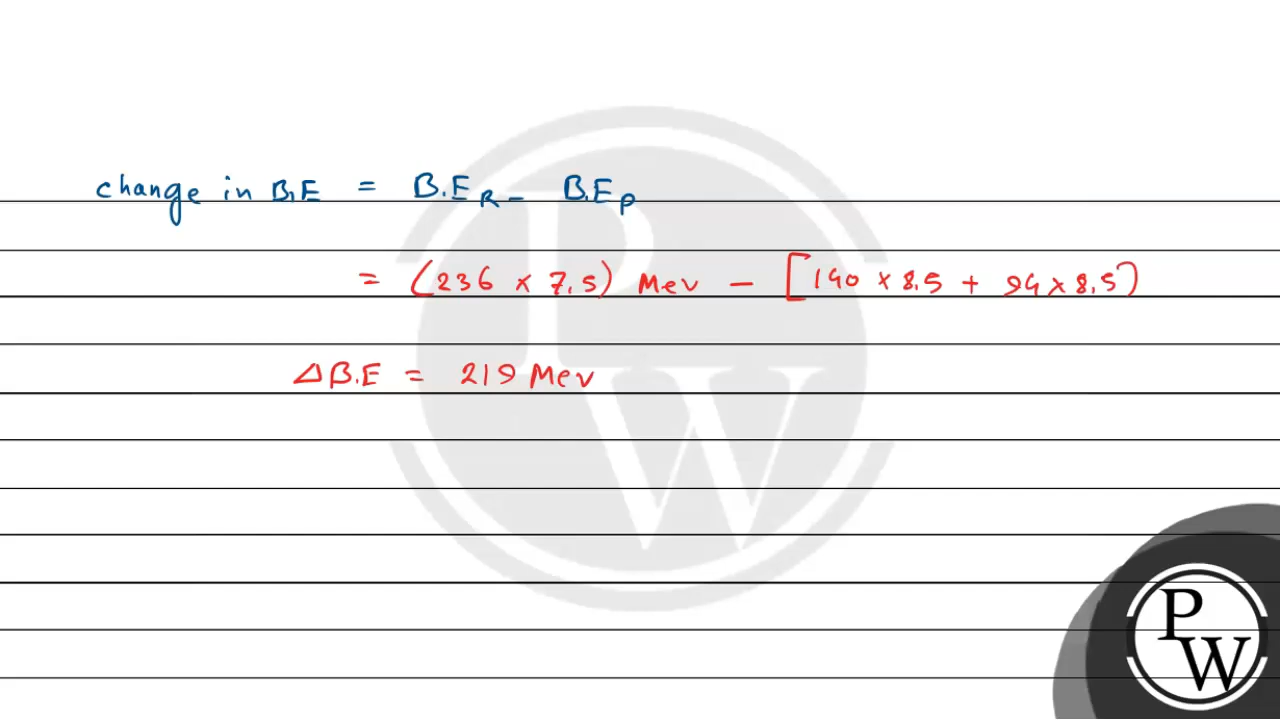 change in B.E = B.E_R - B.E_P
= (236 × 7.5) Mev - [140 × 8.5 + 94 × 8.5)
ΔB.E = 219 Mev
P
W
P
W